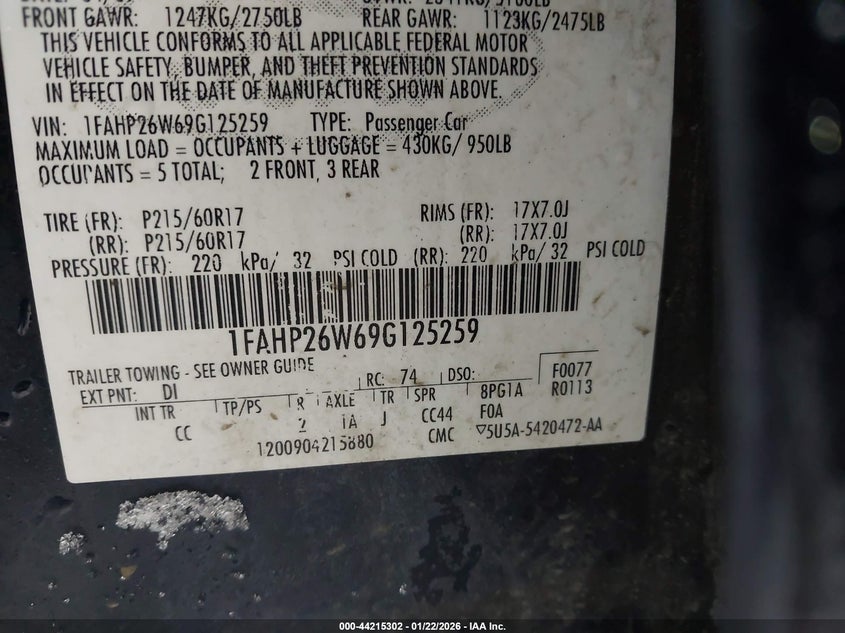 FRONT GAWR: 1247KG/2750LB REAR GAWR: 1123KG/2475LB
THIS VEHICLE CONFORMS TO ALL APPLICABLE FEDERAL MOTOR
VEHICLE SAFETY, BUMPER, AND THEFT PREVENTION STANDARDS
IN EFFECT ON THE DATE OF MANUFACTURE SHOWN ABOVE.
VIN: 1FAHP26W69G125259 TYPE: Passenger Car
MAXIMUM LOAD = OCCUPANTS + LUGGAGE = 430KG/ 950LB
OCCUPANTS = 5 TOTAL; 2 FRONT, 3 REAR
TIRE (FR): P215/60R17 RIMS (FR): 17X7.0J
(RR): P215/60R17 (RR): 17X7.0J
PRESSURE (FR): 220 kPa/ 32 PSI COLD (RR): 220 kPa/ 32 PSI COLD
1FAHP26W69G125259
TRAILER TOWING - SEE OWNER GUIDE
EXT PNT: DI RC: 74 DSO: F0077
R0113
INT TR TP/PS R AXLE TR SPR 8PG1A
CC 2 1A J CC44 F0A
1200904215880 CMC ▽5U5A-5420472-AA
000-44215302 - 01/22/2026 - IAA Inc.